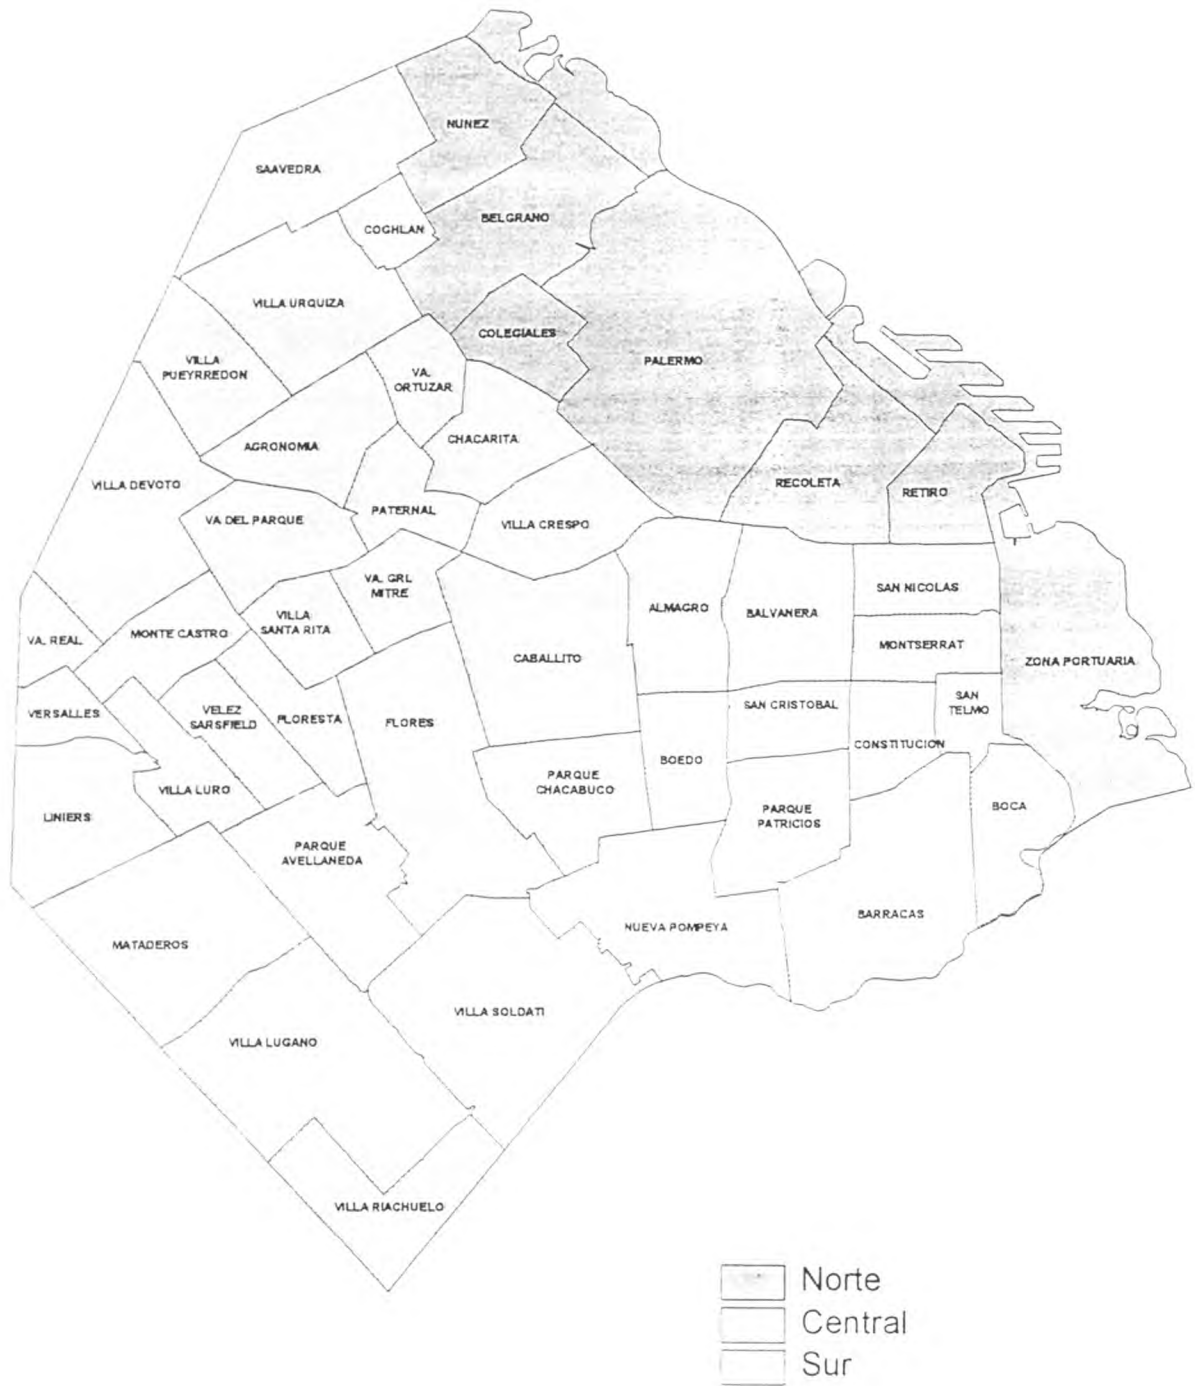 NUNEZ
SAAVEDRA
BELGRANO
COGHLAN
VILLA URQUIZA
COLEGIALES
PALERMO
VILLA
PUEYRREDON
VA.
ORTUZAR
AGRONOMIA
CHACARITA
VILLA DEVOTO
RECOLETA
RETIRO
PATERNAL
VA DEL PARQUE
VILLA CRESPO
VA. GRL
MITRE
SAN NICOLAS
ALMAGRO
BALVANERA
VILLA
SANTA RITA
MONTE CASTRO
VA. REAL
MONTSERRAT
CABALLITO
ZONA PORTUARIA
VERSALLES
VELEZ
SARSFIELD
FLORESTA
FLORES
SAN CRISTOBAL
SAN
TELMO
CONSTITUCION
BOEDO
PARQUE
CHACABUCO
VILLA LURO
LINIERS
PARQUE
PATRICIOS
BOCA
PARQUE
AVELLANEDA
BARRACAS
NUEVA POMPEYA
MATADEROS
VILLA SOLDATI
VILLA LUGANO
VILLA RIACHUELO
Norte
Central
Sur